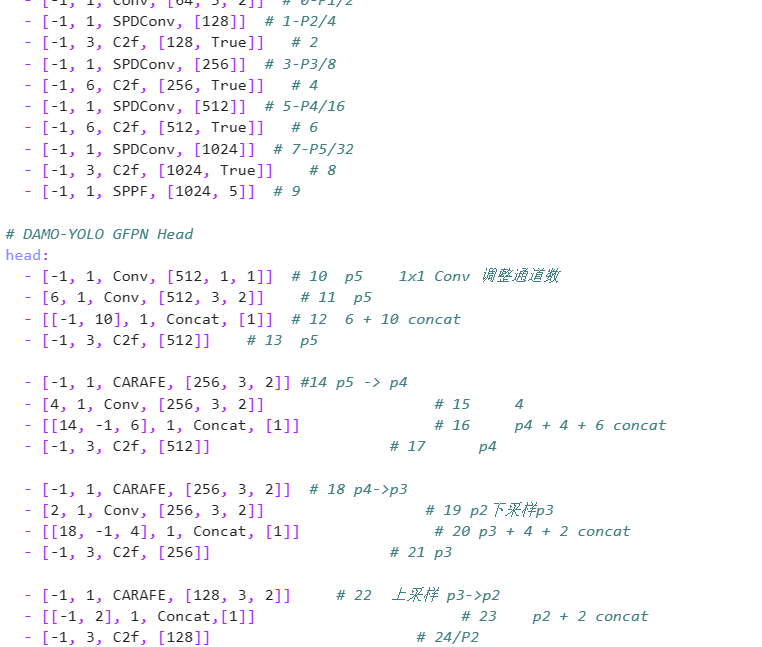 - [-1, 1, Conv, [64, 3, 2]] # 0-P1/2
- [-1, 1, SPDConv, [128]] # 1-P2/4
- [-1, 3, C2f, [128, True]] # 2
- [-1, 1, SPDConv, [256]] # 3-P3/8
- [-1, 6, C2f, [256, True]] # 4
- [-1, 1, SPDConv, [512]] # 5-P4/16
- [-1, 6, C2f, [512, True]] # 6
- [-1, 1, SPDConv, [1024]] # 7-P5/32
- [-1, 3, C2f, [1024, True]] # 8
- [-1, 1, SPPF, [1024, 5]] # 9
# DAMO-YOLO GFPN Head
head:
- [-1, 1, Conv, [512, 1, 1]] # 10 p5 1x1 Conv 调整通道数
- [6, 1, Conv, [512, 3, 2]] # 11 p5
- [[-1, 10], 1, Concat, [1]] # 12 6 + 10 concat
- [-1, 3, C2f, [512]] # 13 p5
- [-1, 1, CARAFE, [256, 3, 2]] #14 p5 -> p4
- [4, 1, Conv, [256, 3, 2]] # 15 4
- [[14, -1, 6], 1, Concat, [1]] # 16 p4 + 4 + 6 concat
- [-1, 3, C2f, [512]] # 17 p4
- [-1, 1, CARAFE, [256, 3, 2]] # 18 p4->p3
- [2, 1, Conv, [256, 3, 2]] # 19 p2下采样p3
- [[18, -1, 4], 1, Concat, [1]] # 20 p3 + 4 + 2 concat
- [-1, 3, C2f, [256]] # 21 p3
- [-1, 1, CARAFE, [128, 3, 2]] # 22 上采样 p3->p2
- [[-1, 2], 1, Concat,[1]] # 23 p2 + 2 concat
- [-1, 3, C2f, [128]] # 24/P2